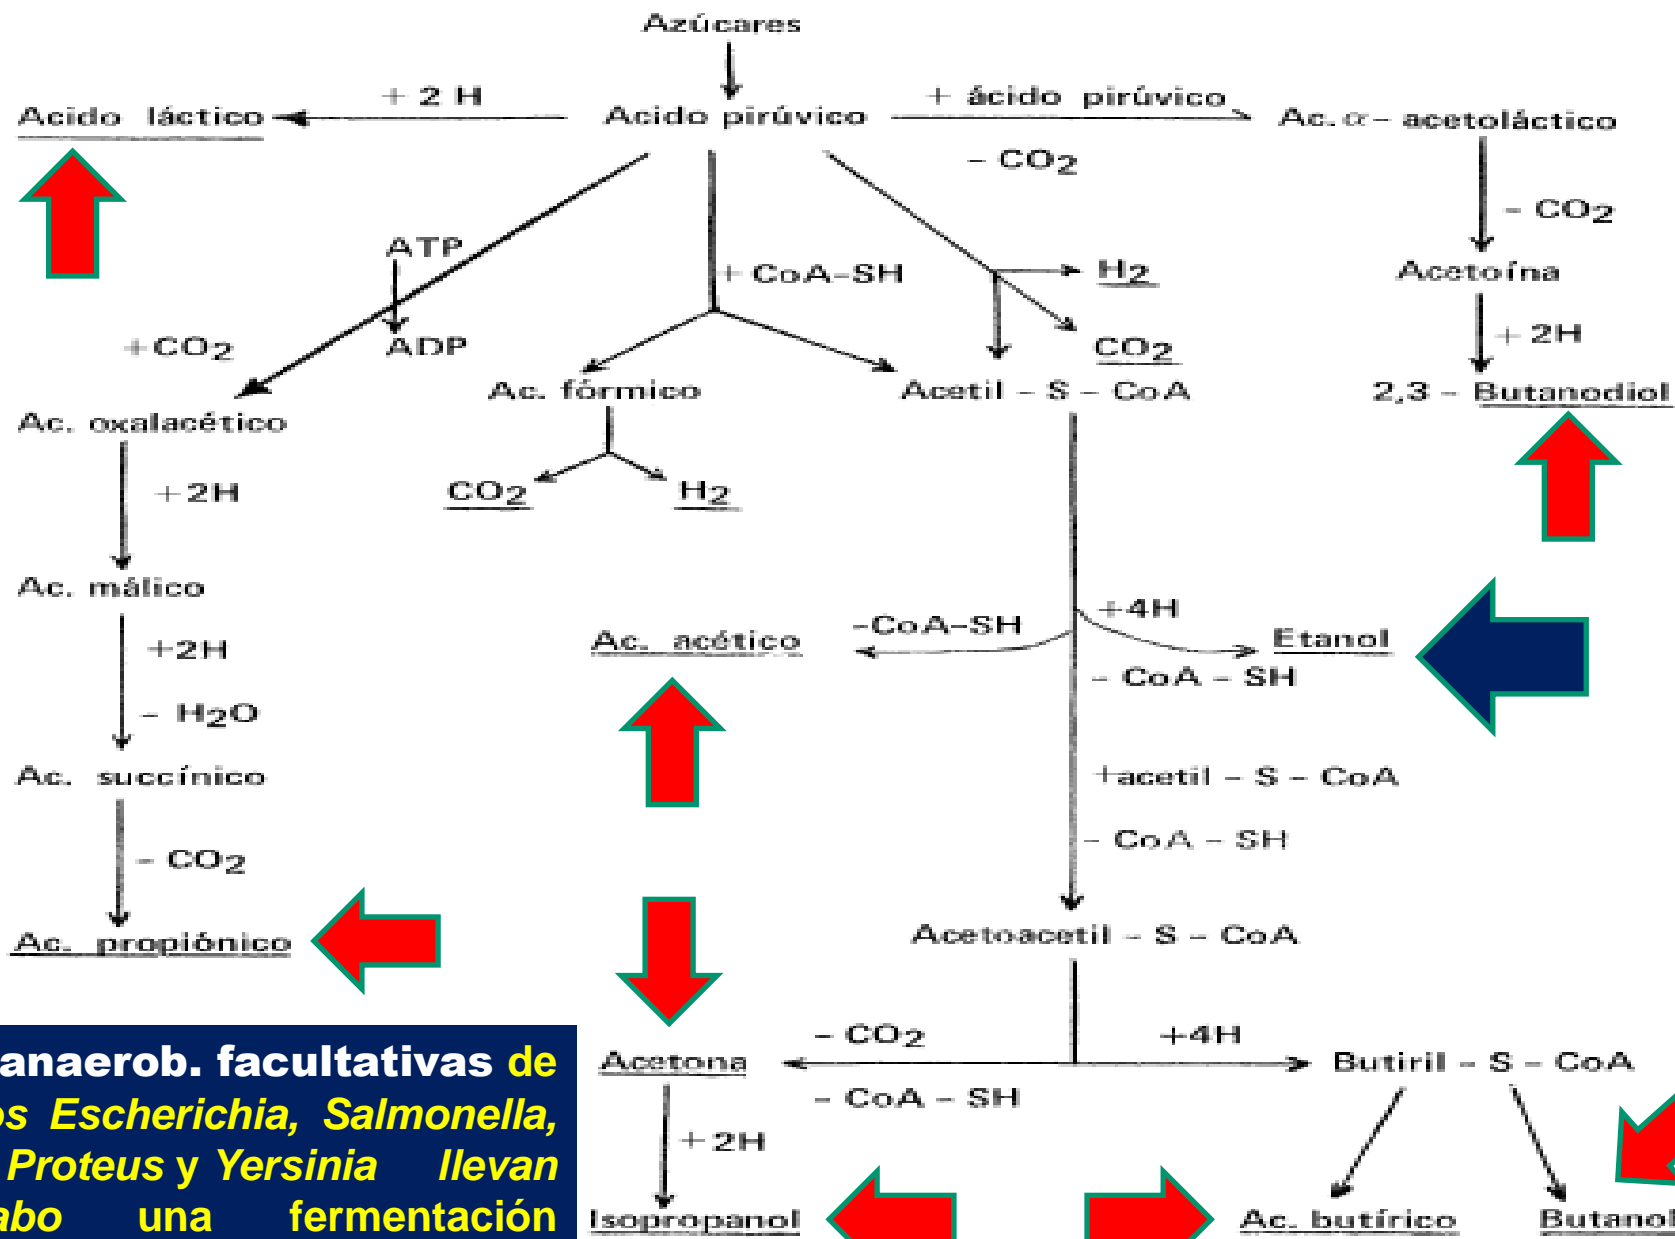 Azúcares
Acido láctico
+ 2 H
Acido pirúvico
+ ácido pirúvico
- CO2
Ac. α - acetoláctico
- CO2
Acetoína
+ 2H
2,3 - Butanodiol
ATP
ADP
+CO2
+ CoA-SH
H2
CO2
Ac. oxalacético
Ac. fórmico
Acetil - S - CoA
CO2
H2
+2H
Ac. málico
+2H
- H2O
Ac. succínico
- CO2
Ac. propiónico
Ac. acético
-CoA-SH
+4H
Etanol
- CoA - SH
+acetil - S - CoA
- CoA - SH
Acetoacetil - S - CoA
Acetona
- CO2
- CoA - SH
+4H
Butiril - S - CoA
+2H
Isopropanol
Ac. butírico
Butanol
anaerob. facultativas de
os Escherichia, Salmonella,
Proteus y Yersinia llevan
abo una fermentación